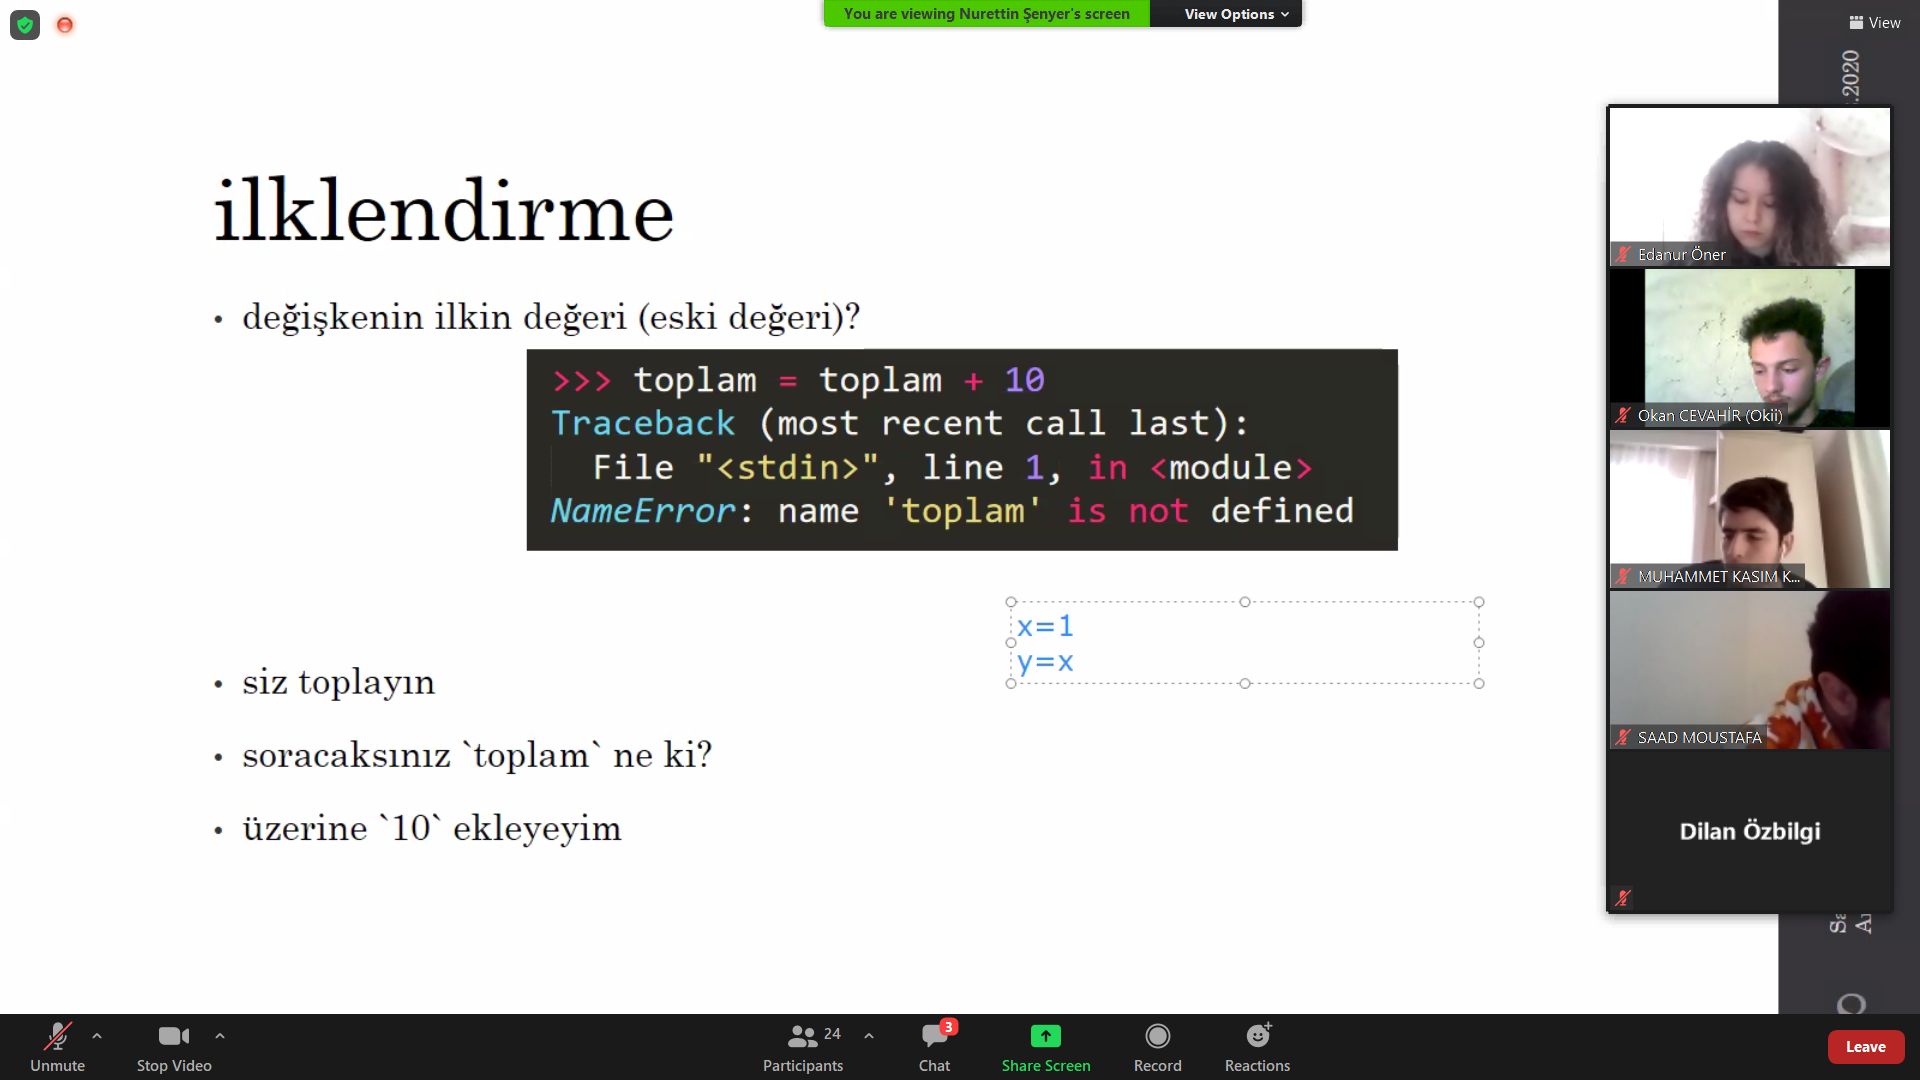 You are viewing Nurettin Şenyer's screen
View Options
View
.2020
ilklendirme
• değişkenin ilkin değeri (eski değeri)?
>>> toplam = toplam + 10
Traceback (most recent call last):
File "<stdin>", line 1, in <module>
NameError: name 'toplam' is not defined
x=1
y=x
• siz toplayın
• soracaksınız `toplam` ne ki?
• üzerine `10` ekleyeyim
Edanur Öner
Okan CEVAHİR (Okii)
MUHAMMET KASIM K...
SAAD MOUSTAFA
Dilan Özbilgi
Unmute
Stop Video
24
Participants
3
Chat
Share Screen
Record
Reactions
Leave